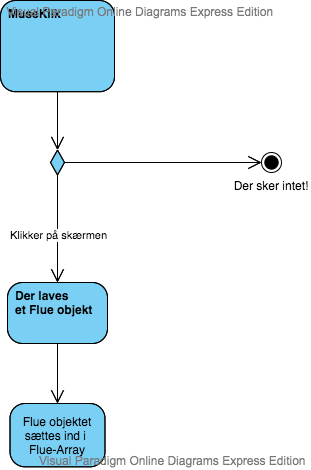 Visual Paradigm Online Diagrams Express Edition
MuseKlix
Der sker intet!
Klikker på skærmen
Der laves
et Flue objekt
Flue objektet
sættes ind i
Flue-Array
Visual Paradigm Online Diagrams Express Edition